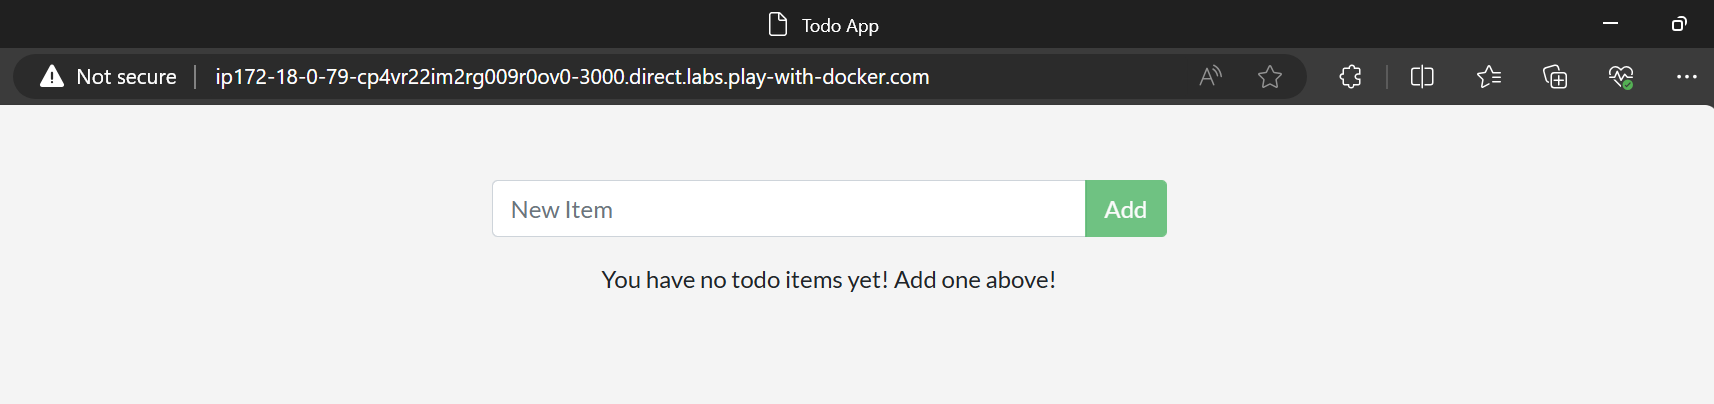 Todo App
Not secure ip172-18-0-79-cp4vr22im2rg009r0ov0-3000.direct.labs.play-with-docker.com
New Item Add
You have no todo items yet! Add one above!